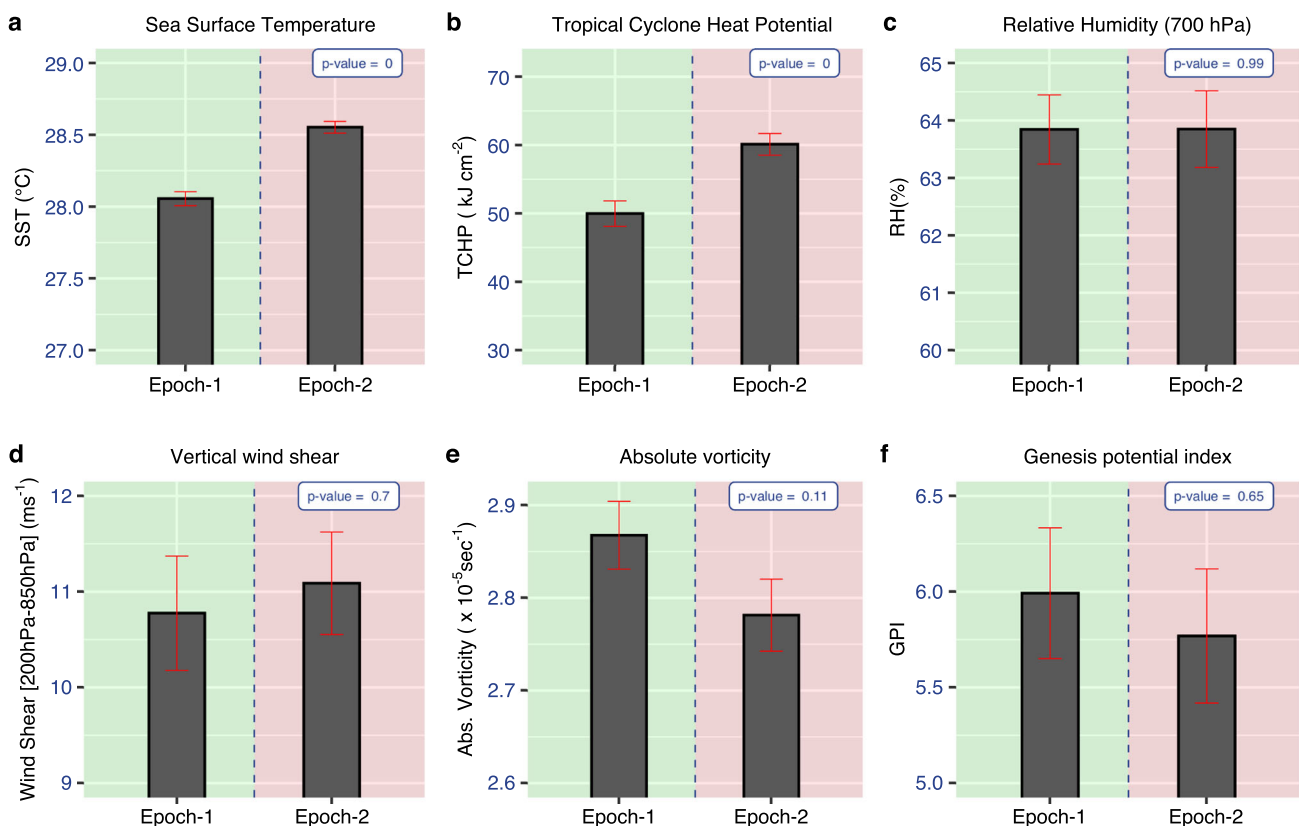 a Sea Surface Temperature
p-value = 0
SST (°C)
29.0
28.5
28.0
27.5
27.0
Epoch-1 Epoch-2
b Tropical Cyclone Heat Potential
p-value = 0
TCHP ( kJ cm⁻²)
70
60
50
40
30
Epoch-1 Epoch-2
c Relative Humidity (700 hPa)
p-value = 0.99
RH(%)
65
64
63
62
61
60
Epoch-1 Epoch-2
d Vertical wind shear
p-value = 0.7
Wind Shear [200hPa-850hPa] (ms⁻¹)
12
11
10
9
Epoch-1 Epoch-2
e Absolute vorticity
p-value = 0.11
Abs. Vorticity ( x 10⁻⁵sec⁻¹)
2.9
2.8
2.7
2.6
Epoch-1 Epoch-2
f Genesis potential index
p-value = 0.65
GPI
6.5
6.0
5.5
5.0
Epoch-1 Epoch-2